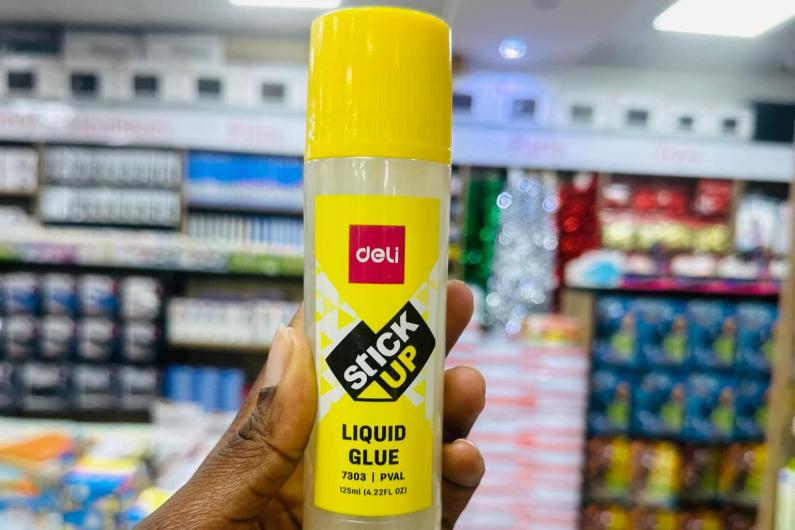 deli
STICK
UP
LIQUID
GLUE
7303 | PVAL
125ml (4.22FL OZ)